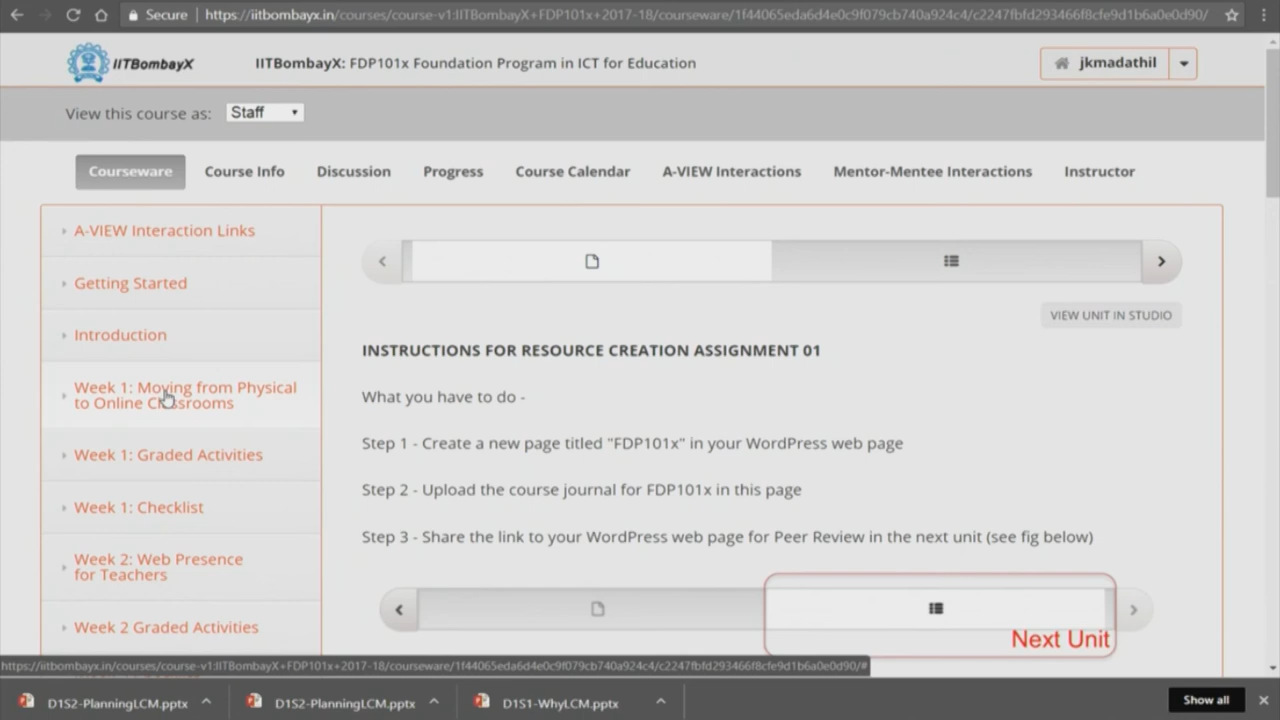 Secure
https://iitbombayx.in/courses/course-v1:IITBombayX+FDP101x+2017-18/courseware/1f44065eda6d4e0c9f079cb740a924c4/c2247fbfd293466f8cfe9d1b6a0e0d90/
IITBombayX
IITBombayX: FDP101x Foundation Program in ICT for Education
jkmadathil
View this course as: Staff
Courseware Course Info Discussion Progress Course Calendar A-VIEW Interactions Mentor-Mentee Interactions Instructor
A-VIEW Interaction Links
Getting Started
Introduction
Week 1: Moving from Physical
to Online Classrooms
Week 1: Graded Activities
Week 1: Checklist
Week 2: Web Presence
for Teachers
Week 2 Graded Activities
VIEW UNIT IN STUDIO
INSTRUCTIONS FOR RESOURCE CREATION ASSIGNMENT 01
What you have to do -
Step 1 - Create a new page titled "FDP101x" in your WordPress web page
Step 2 - Upload the course journal for FDP101x in this page
Step 3 - Share the link to your WordPress web page for Peer Review in the next unit (see fig below)
Next Unit
https://iitbombayx.in/courses/course-v1:IITBombayX+FDP101x+2017-18/courseware/1f44065eda6d4e0c9f079cb740a924c4/c2247fbfd293466f8cfe9d1b6a0e0d90/#
D1S2-PlanningLCM.pptx
D1S2-PlanningLCM.pptx
D1S1-WhyLCM.pptx
Show all